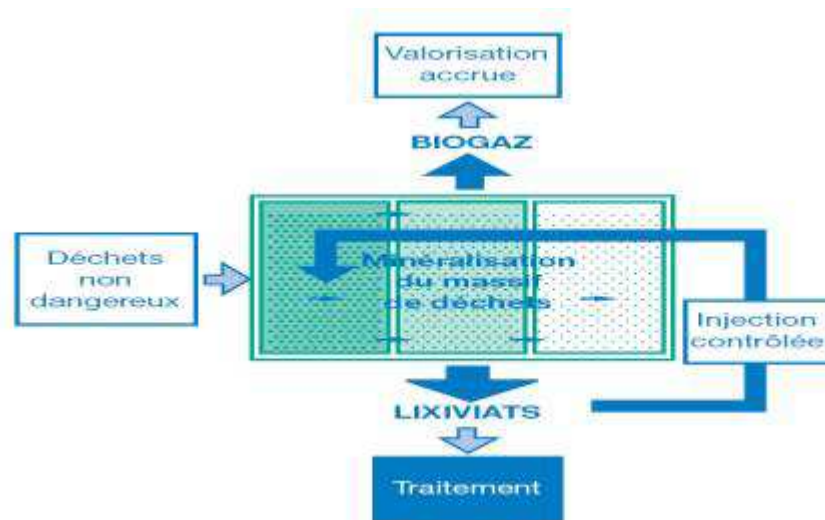 Valorisation
accrue
BIOGAZ
Déchets
non
dangereux
Minéralisation
du massif
de déchets
Injection
contrôlée
LIXIVIATS
Traitement